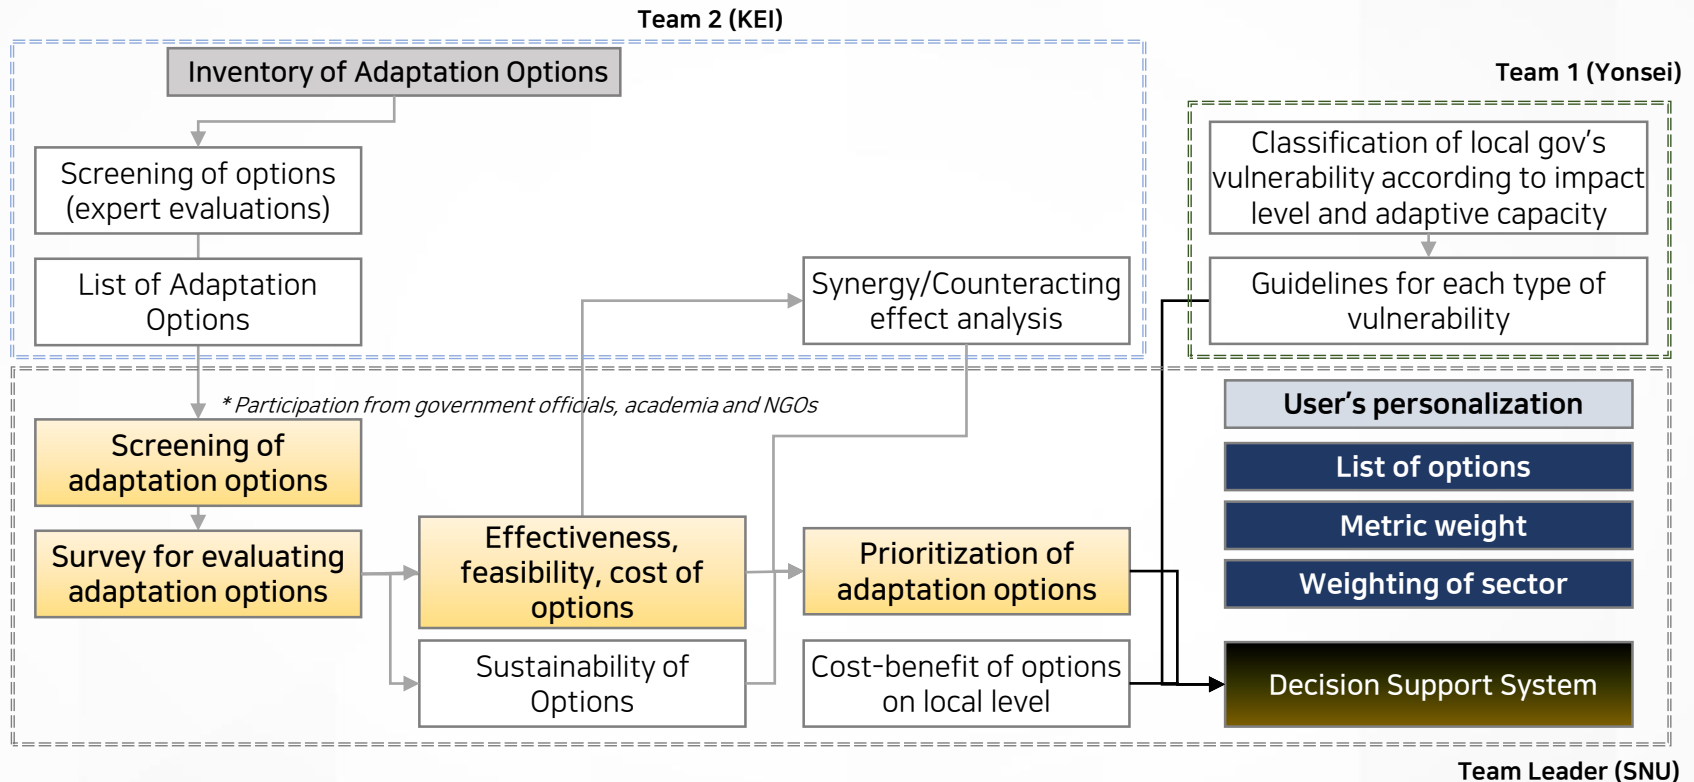 Team 2 (KEI)
Inventory of Adaptation Options
Screening of options
(expert evaluations)
List of Adaptation
Options
Synergy/Counteracting
effect analysis
Team 1 (Yonsei)
Classification of local gov's
vulnerability according to impact
level and adaptive capacity
Guidelines for each type of
vulnerability
* Participation from government officials, academia and NGOs
Screening of
adaptation options
Survey for evaluating
adaptation options
Effectiveness,
feasibility, cost of
options
Sustainability of
Options
Prioritization of
adaptation options
Cost-benefit of options
on local level
User's personalization
List of options
Metric weight
Weighting of sector
Decision Support System
Team Leader (SNU)